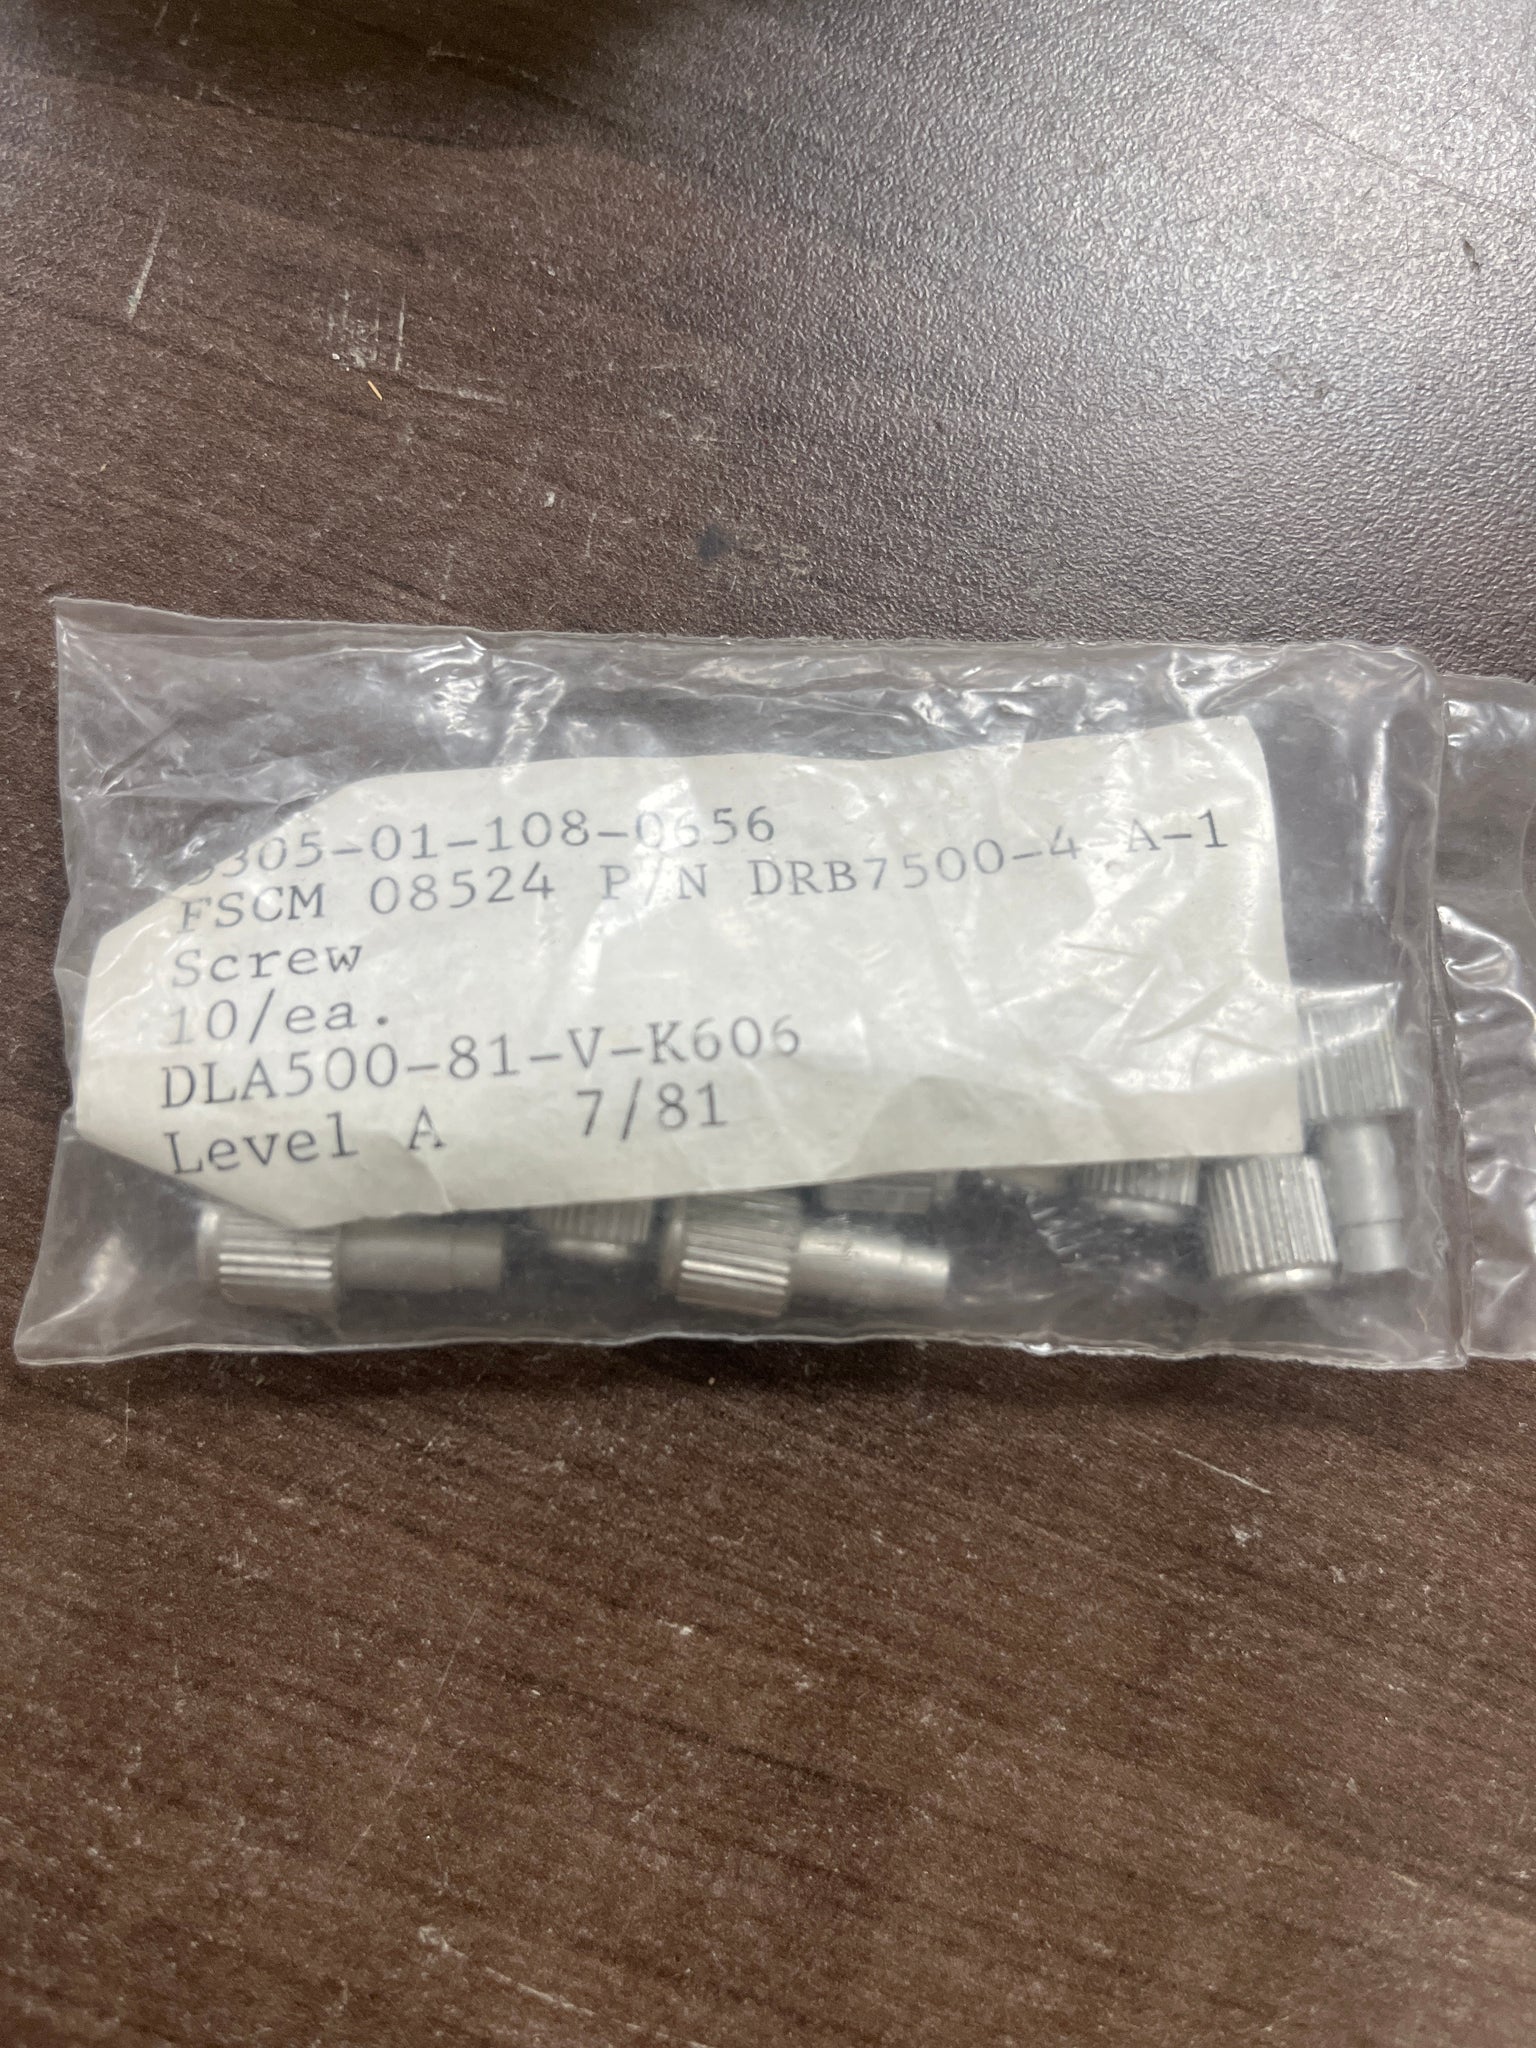 5305-01-108-0656
FSCM 08524 P/N DRB7500-4-A-1
Screw
10/ea.
DLA500-81-V-K606
Level A 7/81